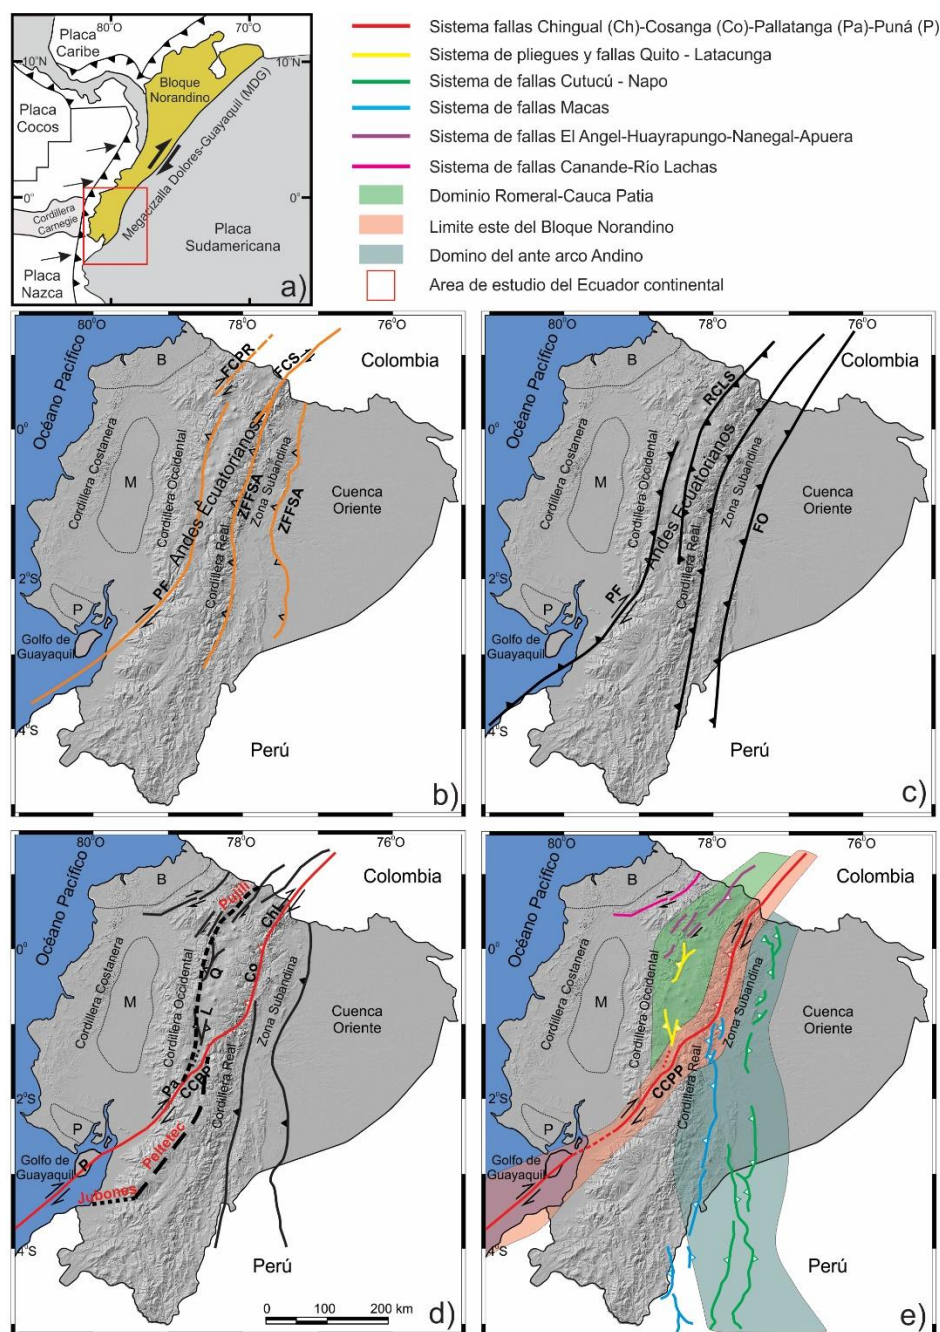 Placa
Caribe
10°N
Placa
Cocos
0°
Cordillera
Carnegie
Placa
Nazca
80°
70°
10°N
Bloque
Norandino
Megacizalla Dolores-Guayaquil (MDG)
0°
Placa
Sudamericana
a)
Sistema fallas Chingual (Ch)-Cosanga (Co)-Pallatanga (Pa)-Puná (P)
Sistema de pliegues y fallas Quito - Latacunga
Sistema de fallas Cutucú - Napo
Sistema de fallas Macas
Sistema de fallas El Angel-Huayrapungo-Nanegal-Apuera
Sistema de fallas Canande-Río Lachas
Dominio Romeral-Cauca Patia
Limite este del Bloque Norandino
Domino del ante arco Andino
Area de estudio del Ecuador continental
80°O
78°O
76°O
Océano Pacífico
B
FCPR
FCS
Colombia
0°
Cordillera Costanera
M
Cordillera Occidental
Andes Ecuatorianos
ZFFSA
Zona Subandina
ZFFSA
Cuenca
Oriente
Cordillera Real
2°S
PF
P
Golfo de
Guayaquil
4°S
Perú
b)
80°O
78°O
76°O
Océano Pacífico
B
RCLS
Colombia
0°
Cordillera Costanera
M
Cordillera Occidental
Andes Ecuatorianos
Zona Subandina
FO
Cuenca
Oriente
Cordillera Real
2°S
PF
P
Golfo de
Guayaquil
4°S
Perú
c)
80°O
78°O
76°O
Océano Pacífico
B
Pujilí
ChL
Colombia
0°
Cordillera Costanera
M
Cordillera Occidental
Q
Co
L
Zona Subandina
Cuenca
Oriente
Pa
CCPP
Cordillera Real
2°S
P
Peltetec
Golfo de
Guayaquil
P
Jubones
4°S
Perú
0 100 200 km
d)
80°O
78°O
76°O
Océano Pacífico
B
Colombia
0°
Cordillera Costanera
M
Cordillera Occidental
Zona Subandina
Cuenca
Oriente
CCPP
Cordillera Real
2°S
P
Golfo de
Guayaquil
4°S
Perú
e)